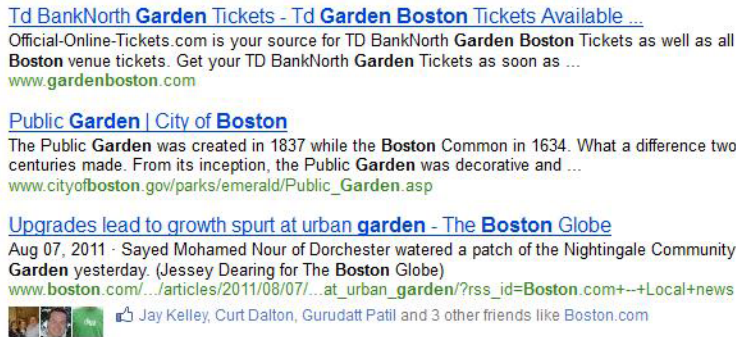 Td BankNorth Garden Tickets - Td Garden Boston Tickets Available ...
Official-Online-Tickets.com is your source for TD BankNorth Garden Boston Tickets as well as all
Boston venue tickets. Get your TD BankNorth Garden Tickets as soon as ...
www.gardenboston.com
Public Garden | City of Boston
The Public Garden was created in 1837 while the Boston Common in 1634. What a difference two
centuries made. From its inception, the Public Garden was decorative and ...
www.cityofboston.gov/parks/emerald/Public_Garden.asp
Upgrades lead to growth spurt at urban garden - The Boston Globe
Aug 07, 2011 · Sayed Mohamed Nour of Dorchester watered a patch of the Nightingale Community
Garden yesterday. (Jessey Dearing for The Boston Globe)
www.boston.com/.../articles/2011/08/07/...at_urban_garden/?rss_id=Boston.com+--+Local+news
Jay Kelley, Curt Dalton, Gurudatt Patil and 3 other friends like Boston.com